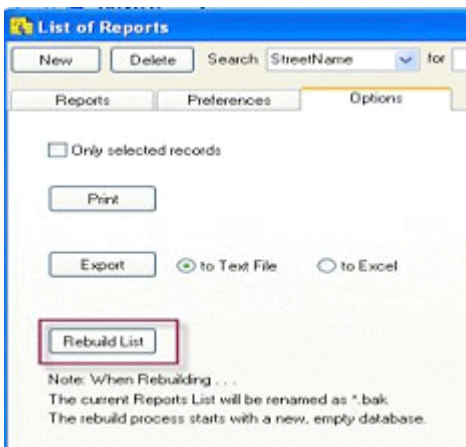 List of Reports
New Delete Search StreetName for
Reports Preferences Options
Only selected records
Print
Export to Text File to Excel
Rebuild List
Note: When Rebuilding . . .
The current Reports List will be renamed as *.bak
The rebuild process starts with a new, empty database.